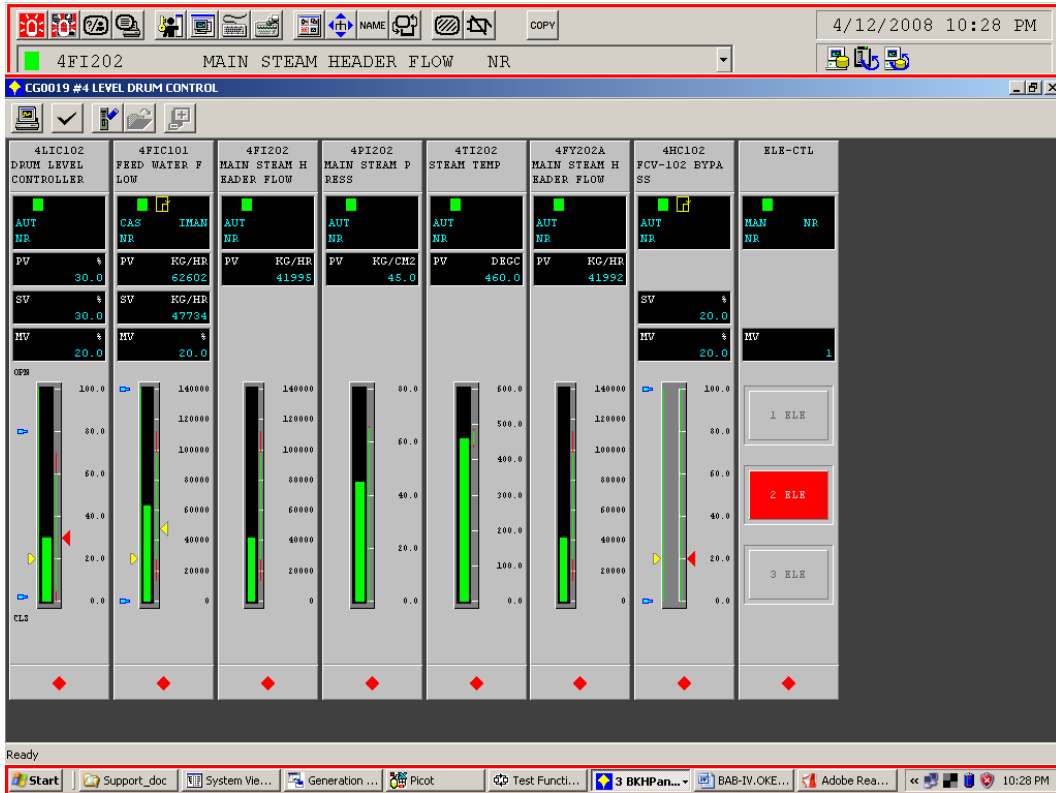 NAME
COPY
4/12/2008 10:28 PM
4FI202 MAIN STEAM HEADER FLOW NR
CG0019 #4 LEVEL DRUM CONTROL
4LIC102
DRUM LEVEL
CONTROLLER
AUT
NR
PV %
30.0
SV %
30.0
MV %
20.0
OPN
100.0
80.0
60.0
40.0
20.0
0.0
CLS
4FIC101
FEED WATER F
LOW
CAS IMAN
NR
PV KG/HR
62602
SV KG/HR
47734
MV %
20.0
140000
120000
100000
80000
60000
40000
20000
0
4FI202
MAIN STEAM H
EADER FLOW
AUT
NR
PV KG/HR
41995
140000
120000
100000
80000
60000
40000
20000
0
4PI202
MAIN STEAM P
RESS
AUT
NR
PV KG/CM2
45.0
80.0
60.0
40.0
20.0
0.0
4TI202
STEAM TEMP
AUT
NR
PV DEGC
460.0
600.0
500.0
400.0
300.0
200.0
100.0
0.0
4FY202A
MAIN STEAM H
EADER FLOW
AUT
NR
PV KG/HR
41992
140000
120000
100000
80000
60000
40000
20000
0
4HC102
FCV-102 BYPA
SS
AUT
NR
SV %
20.0
MV %
20.0
100.0
80.0
60.0
40.0
20.0
0.0
ELE-CTL
MAN NR
NR
MV
1
1 ELE
2 ELE
3 ELE
Ready
Start Support_doc System Vie... Generation ... Picot Test Functi... 3 BKHPan... BAB-IV.OKE... Adobe Rea... « 10:28 PM